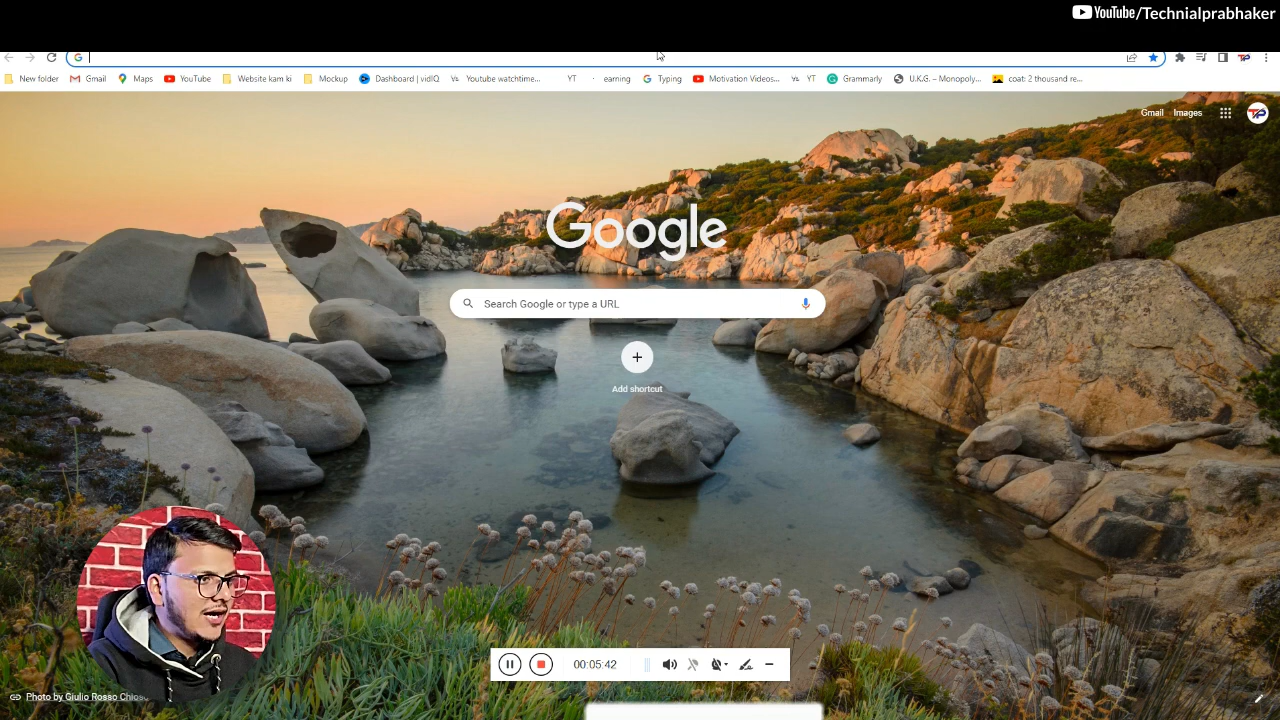 YouTube/Technialprabhaker
New folder Gmail Maps YouTube Website kam ki Mockup Dashboard | vidIQ Youtube watchtime... YT earning Typing Motivation Videos... YT Grammarly U.K.G. – Monopoly... coat: 2 thousand re...
Gmail Images
Google
Search Google or type a URL
Add shortcut
00:05:42
Photo by Giulio Rosso Chioso